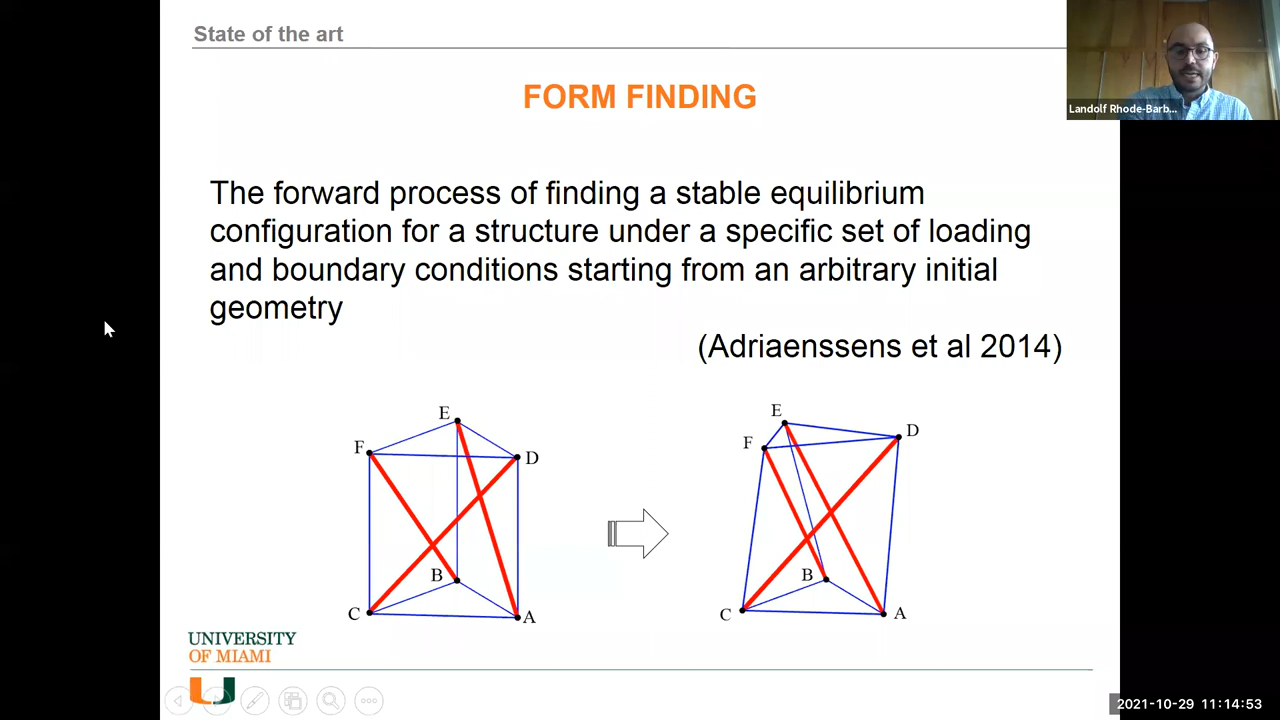 State of the art
FORM FINDING
Landolf Rhode-Barb...
The forward process of finding a stable equilibrium
configuration for a structure under a specific set of loading
and boundary conditions starting from an arbitrary initial
geometry
(Adriaenssens et al 2014)
E
F
D
B
C
A
E
F
D
B
C
A
UNIVERSITY
OF MIAMI
2021-10-29 11:14:53